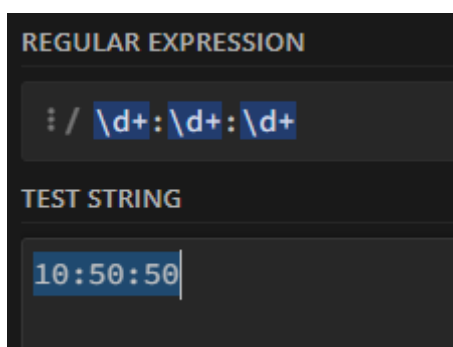 REGULAR EXPRESSION
/ \d+:\d+:\d+
TEST STRING
10:50:50